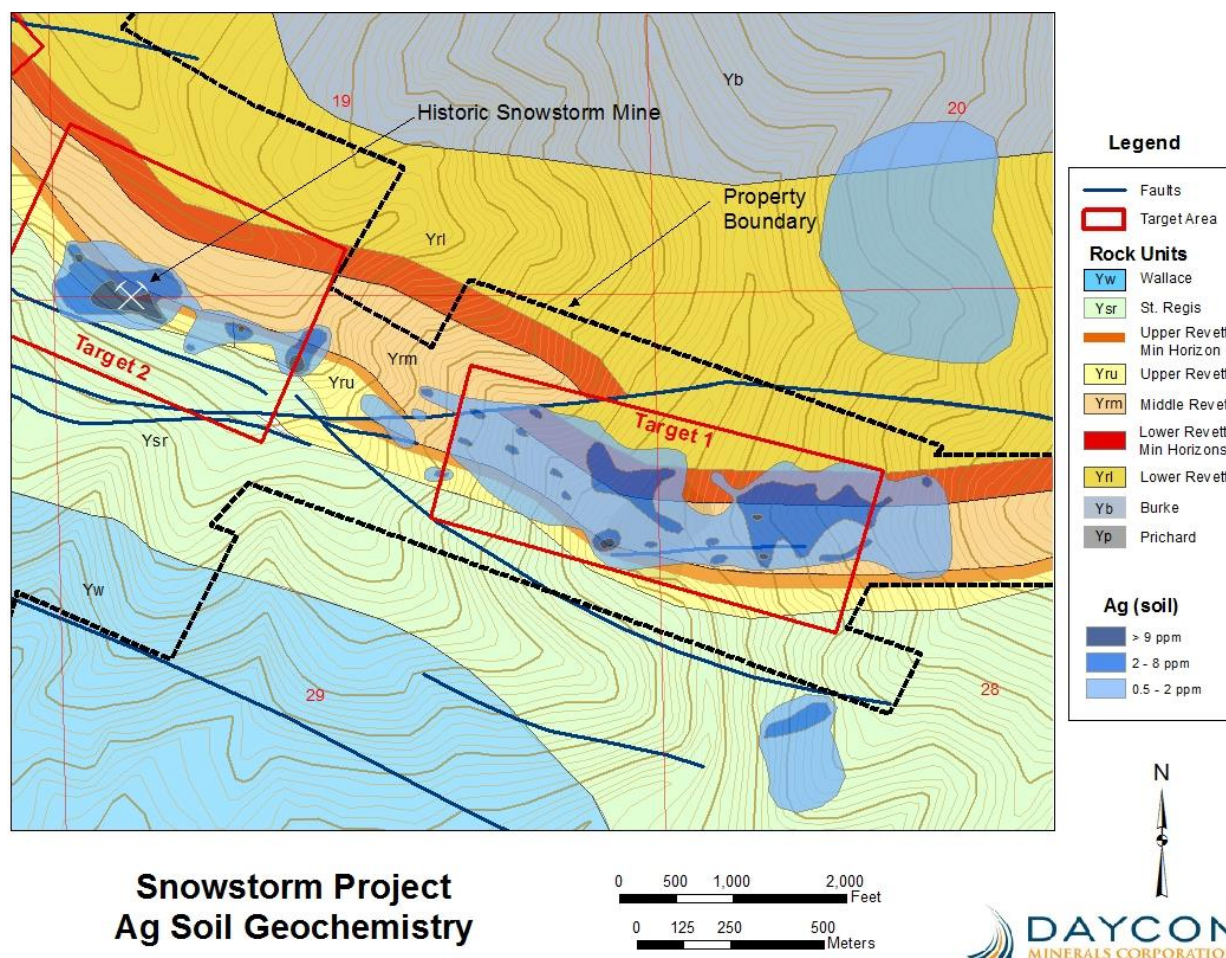 19
Yb
20
Historic Snowstorm Mine
Property
Boundary
Yrl
Target 2
Yrm
Yru
Target 1
Ysr
Yw
29
28
Legend
Faults
Target Area
Rock Units
Yw Wallace
Ysr St. Regis
Upper Revett
Min Horizon
Yru Upper Revett
Yrm Middle Revett
Lower Revett
Min Horizons
Yrl Lower Revett
Yb Burke
Yp Prichard
Ag (soil)
> 9 ppm
2 - 8 ppm
0.5 - 2 ppm
N
Snowstorm Project
Ag Soil Geochemistry
0 500 1,000 2,000
Feet
0 125 250 500
Meters
DAYCON
MINERALS CORPORATION